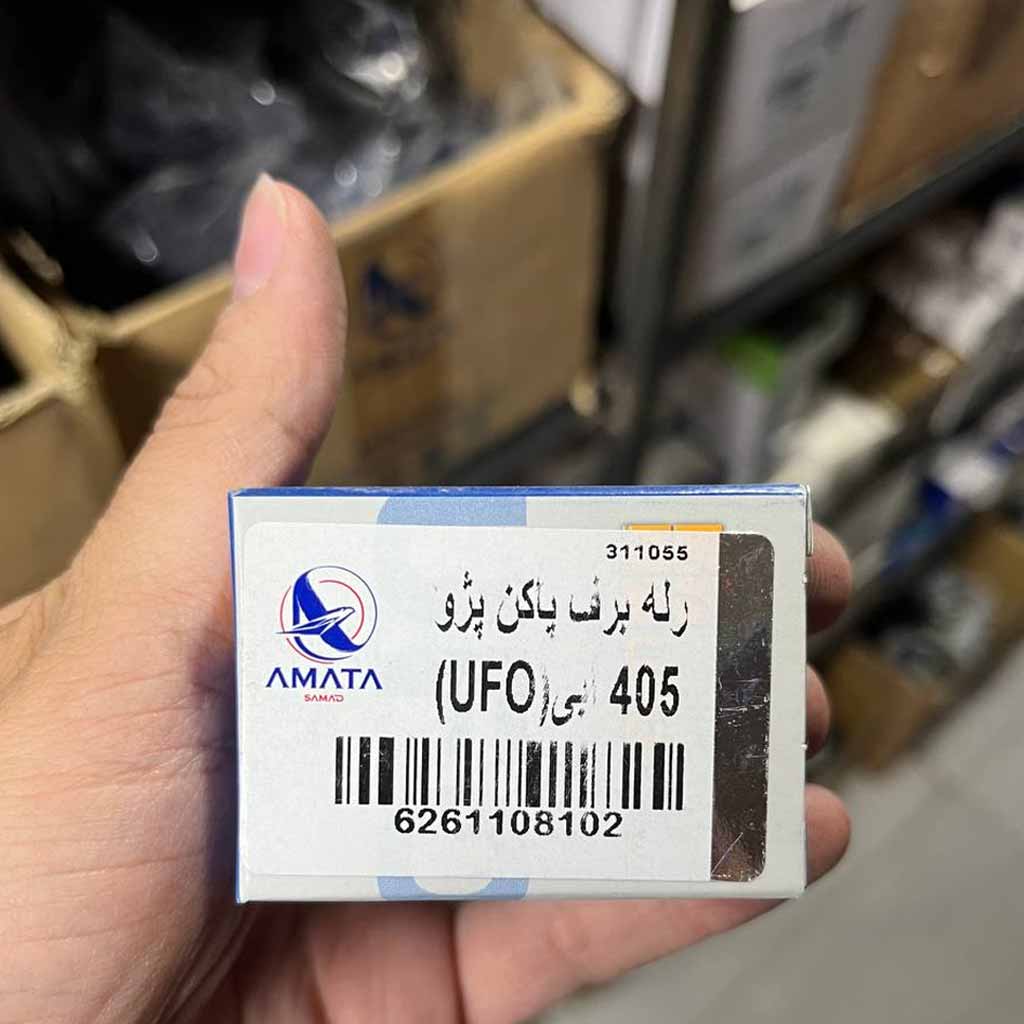 311055
رله برف پاکن پژو
405 آبی(UFO)
AMATA
SAMAD
6261108102